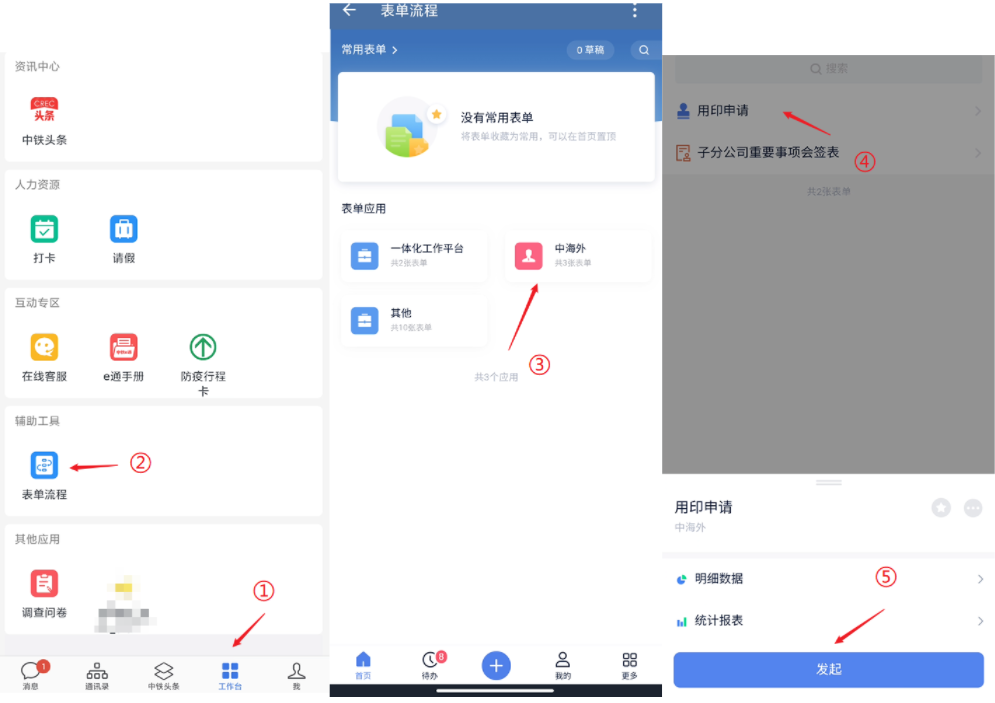 资讯中心
CREC
头条
中铁头条
人力资源
打卡
请假
互动专区
在线客服
e通手册
防疫行程
卡
辅助工具
表单流程
②
其他应用
调查问卷
①
1
消息
通讯录
中铁头条
工作台
我
表单流程
常用表单
0 草稿
没有常用表单
将表单收藏为常用，可以在首页置顶
表单应用
一体化工作平台
共2张表单
中海外
共3张表单
其他
共10张表单
③
共3个应用
首页
8
待办
我的
更多
搜索
用印申请
子分公司重要事项会签表
④
共2张表单
用印申请
中海外
明细数据
⑤
统计报表
发起